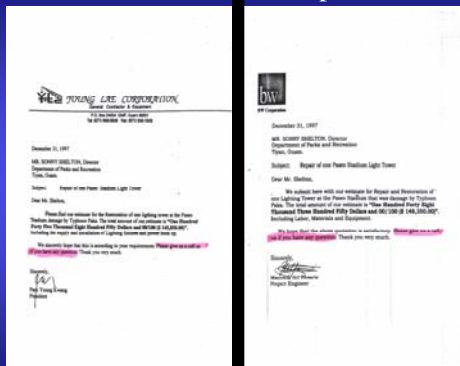 YOUNG LAE CORPORATION
General Contractor & Equipment
December 31, 1997
MR. SONNY SHELTON, Director
Department of Parks and Recreation
Tiyan, Guam.
Subject: Repair of one Paseo Stadium Light Tower
Dear Mr. Shelton,
Please find our estimate for the Restoration of one lighting tower at the Paseo
Stadium damage by Typhoon Paka. The total amount of our estimate is "One Hundred
Forty Five Thousand Eight Hundred Fifty Dollars and
including the supply and installation of Lighting fixtures and power hook up.
We sincerely hope that this is according to your requirements. Please give us a call
if you have any question. Thank you very much.
Sincerely,
Young
President
bw
BW Corporation
December 31, 1997
MR. SONNY SHELTON, Director
Department of Parks and Recreation
Tiyan, Guam.
Subject: Repair of one Paseo Stadium Light Tower
Dear Mr. Shelton,
We submit here with our estimate for Repair and Restoration of
one Lighting Tower at the Paseo Stadium that was damage by Typhoon
Paka. The total amount of our estimate is "One Hundred Forty Eight
Thousand Three Hundred Fifty Dollars and 00/100 ($ 148,350.00)".
Including Labor, Materials and Equipment.
We hope that the above quotation is satisfactory. Please give us a call
if you have any question. Thank you very much.
Sincerely,
Project Engineer